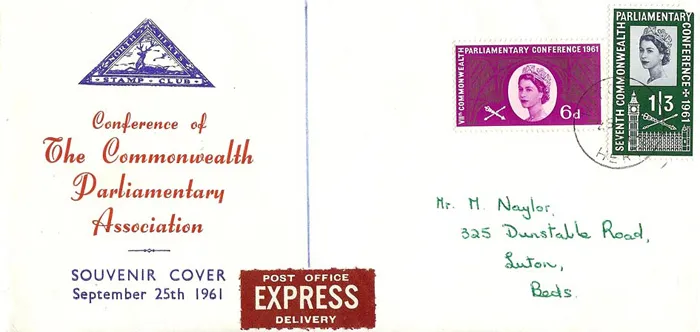 NORTH HERTS
STAMP CLUB
Conference of
The Commonwealth
Parliamentary
Association
SOUVENIR COVER
September 25th 1961
POST OFFICE
EXPRESS
DELIVERY
VIIth COMMONWEALTH
PARLIAMENTARY CONFERENCE 1961
6d
SEVENTH COMMONWEALTH
PARLIAMENTARY
CONFERENCE + 1961
1/3
HER
Mr. M. Naylor,
325 Dunstable Road,
Luton,
Beds.